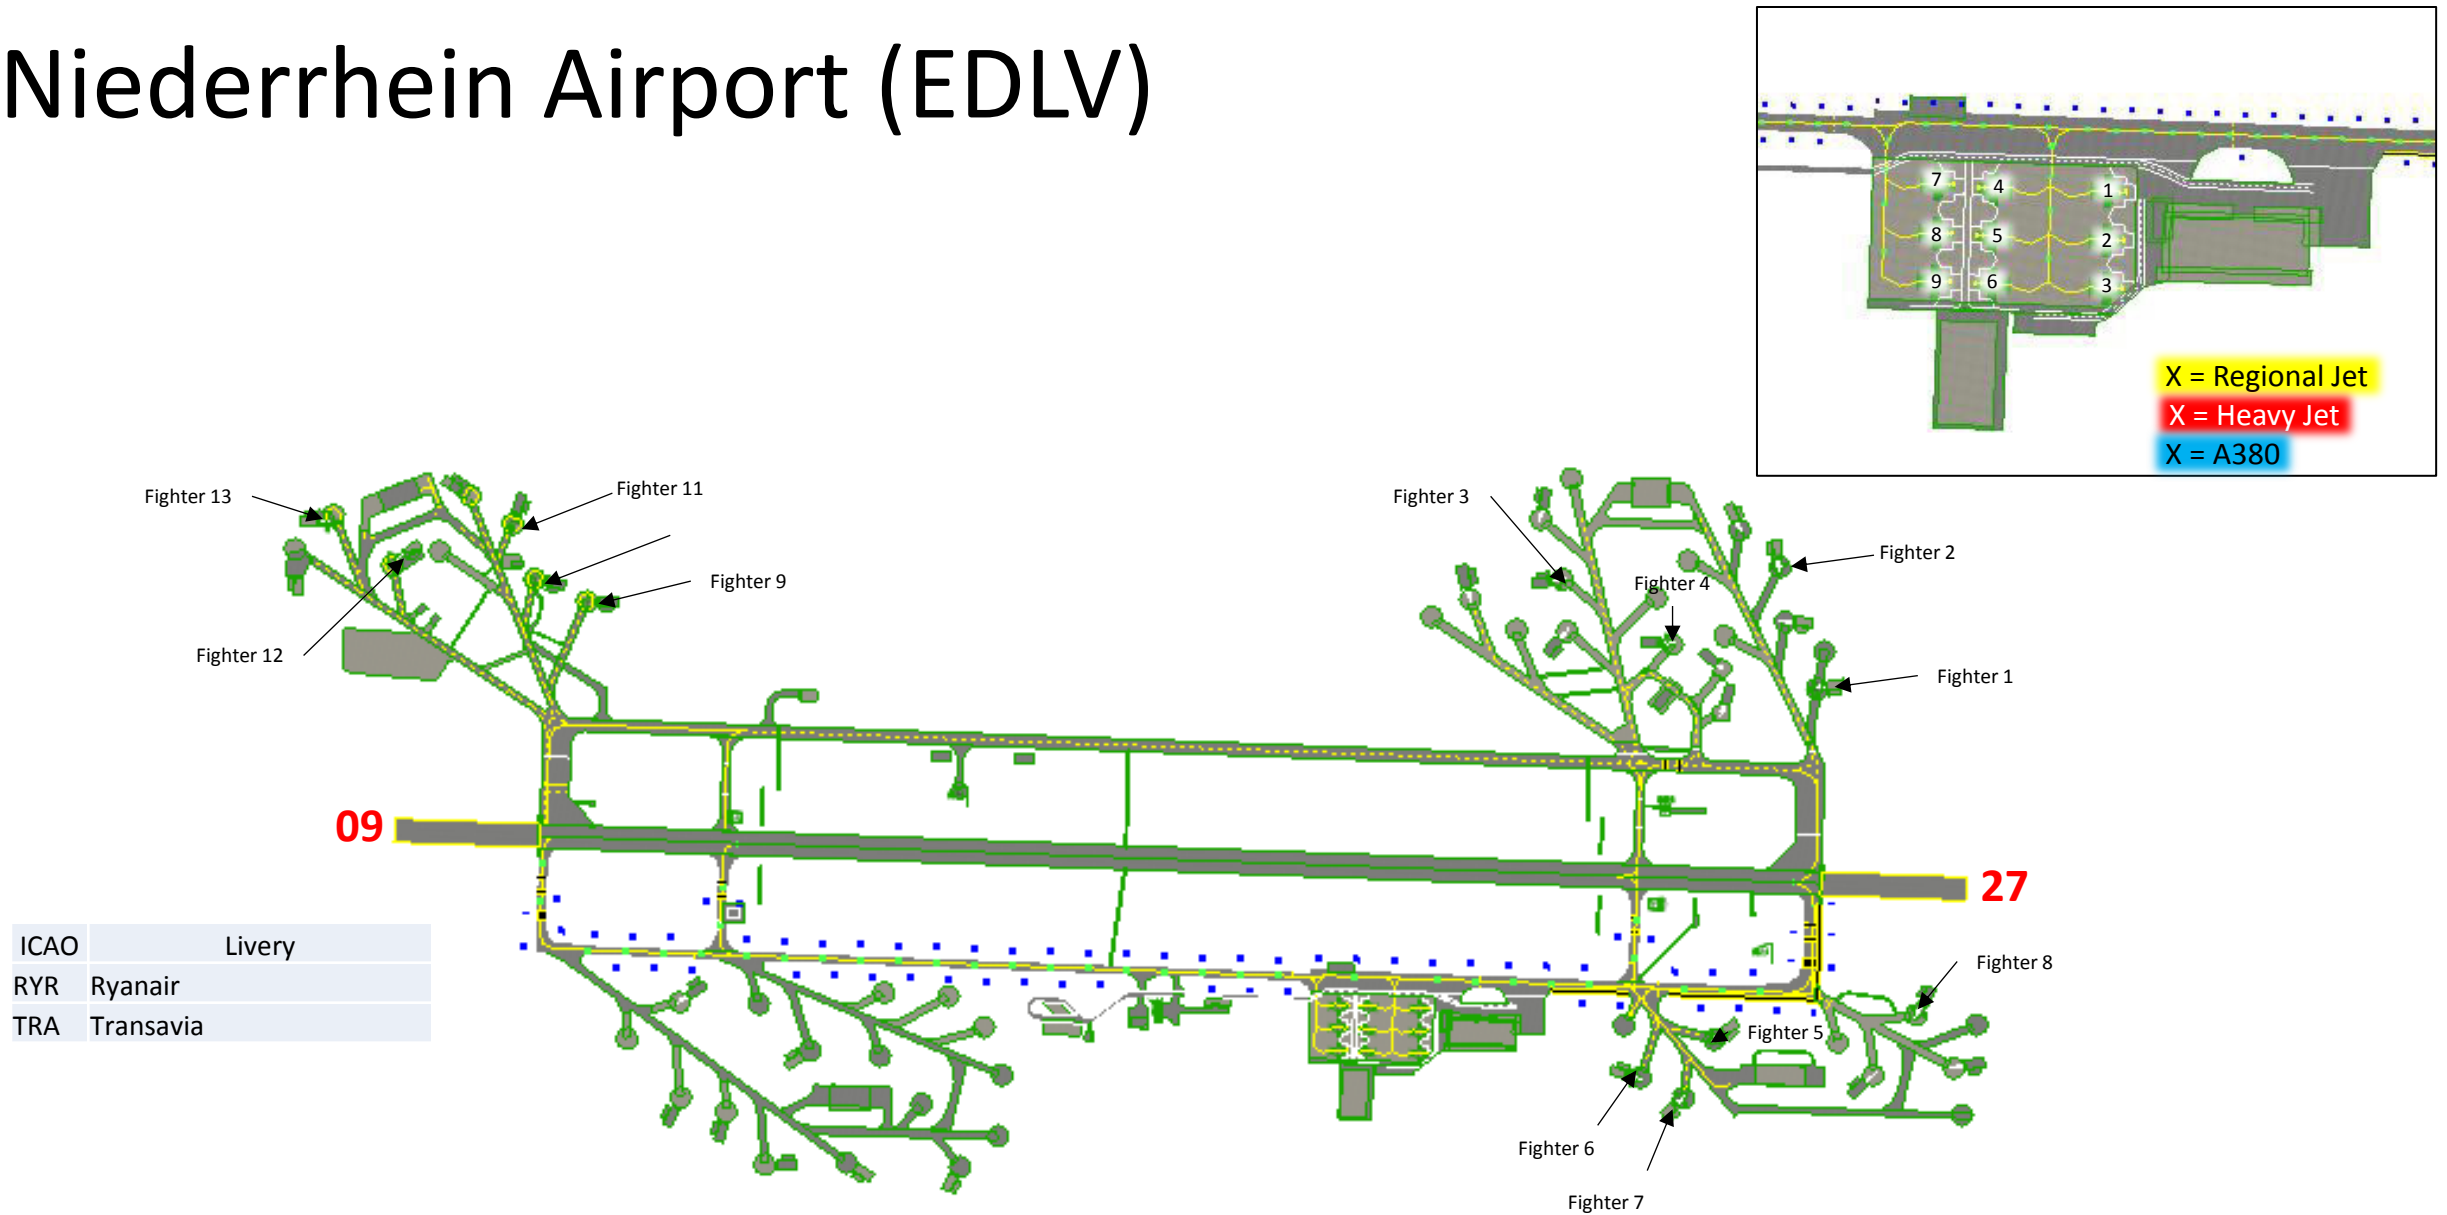 Niederrhein Airport (EDLV)
7
4
1
8
5
2
9
6
3
X = Regional Jet
X = Heavy Jet
X = A380
Fighter 13
Fighter 11
Fighter 9
Fighter 12
Fighter 3
Fighter 2
Fighter 4
Fighter 1
09
27
ICAO Livery
RYR Ryanair
TRA Transavia
Fighter 8
Fighter 5
Fighter 6
Fighter 7